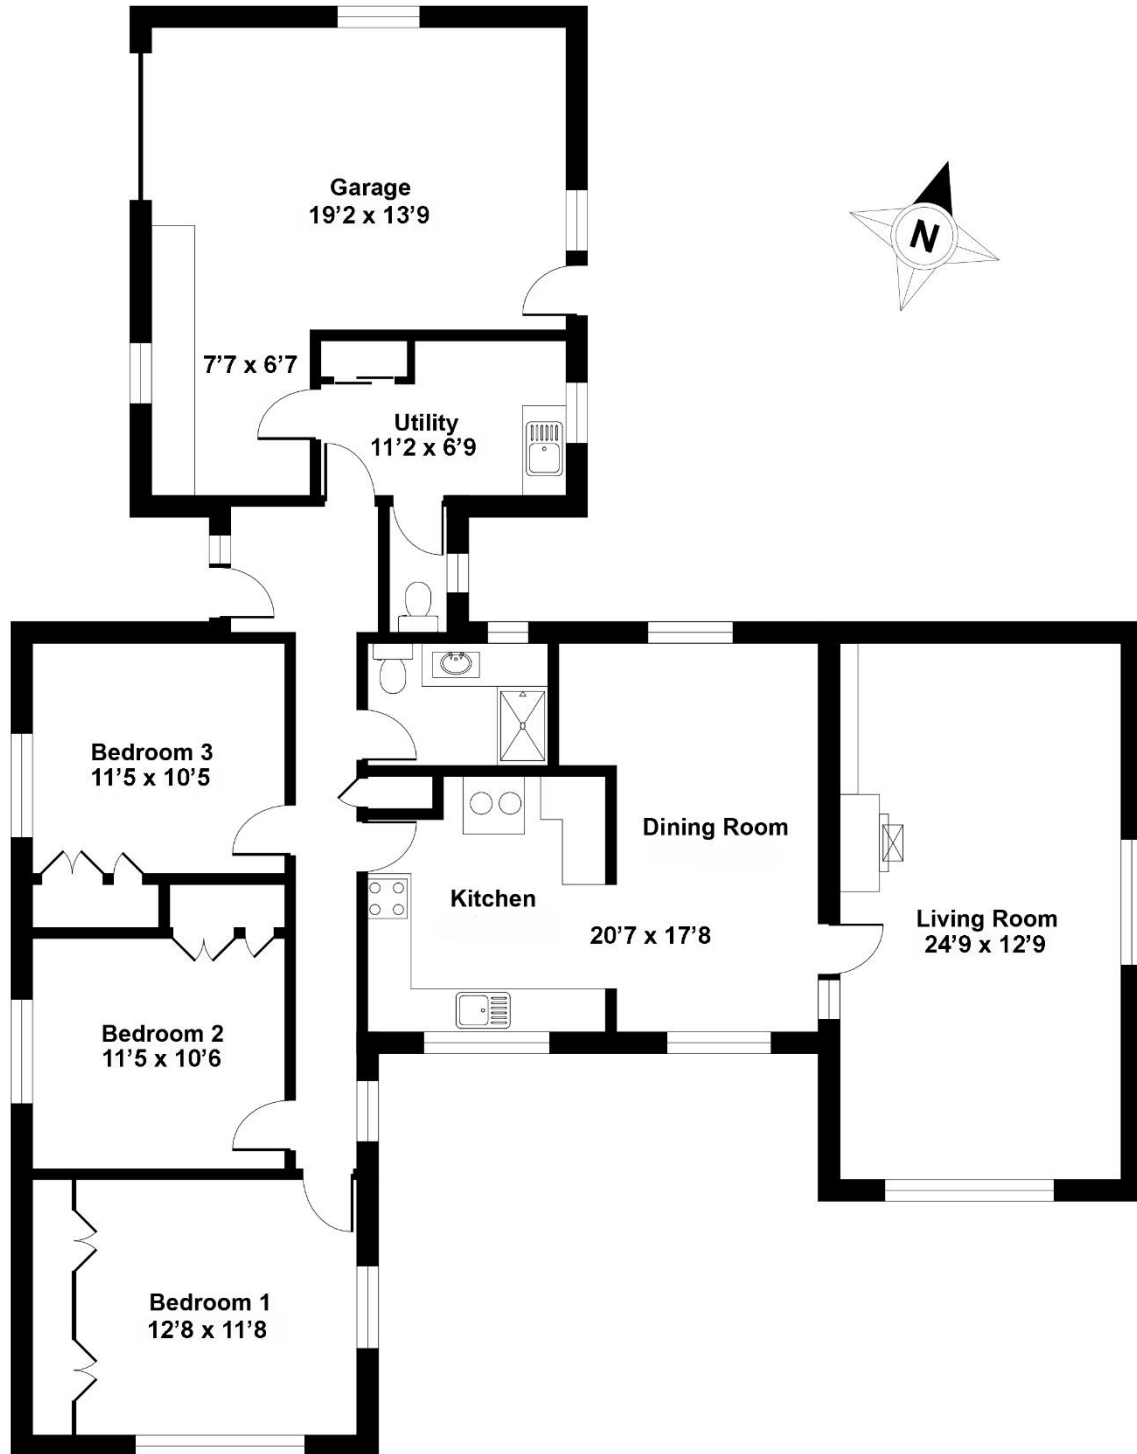 Garage
19'2 x 13'9
N
7'7 x 6'7
Utility
11'2 x 6'9
Bedroom 3
11'5 x 10'5
Dining Room
Kitchen
20'7 x 17'8
Living Room
24'9 x 12'9
Bedroom 2
11'5 x 10'6
Bedroom 1
12'8 x 11'8